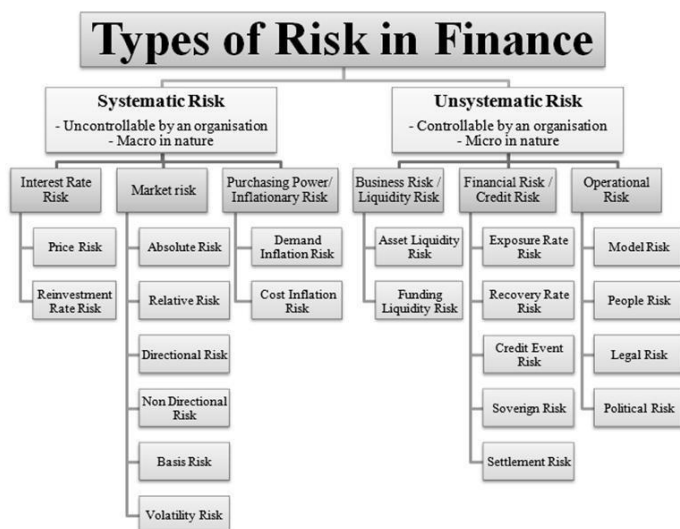 Types of Risk in Finance
Systematic Risk
- Uncontrollable by an organisation
- Macro in nature
Unsystematic Risk
- Controllable by an organisation
- Micro in nature
Interest Rate
Risk
Price Risk
Reinvestment
Rate Risk
Market risk
Absolute Risk
Relative Risk
Directional Risk
Non Directional
Risk
Basis Risk
Volatility Risk
Purchasing Power/
Inflationary Risk
Demand
Inflation Risk
Cost Inflation
Risk
Business Risk /
Liquidity Risk
Asset Liquidity
Risk
Funding
Liquidity Risk
Financial Risk /
Credit Risk
Exposure Rate
Risk
Recovery Rate
Risk
Credit Event
Risk
Soverign Risk
Settlement Risk
Operational
Risk
Model Risk
People Risk
Legal Risk
Political Risk